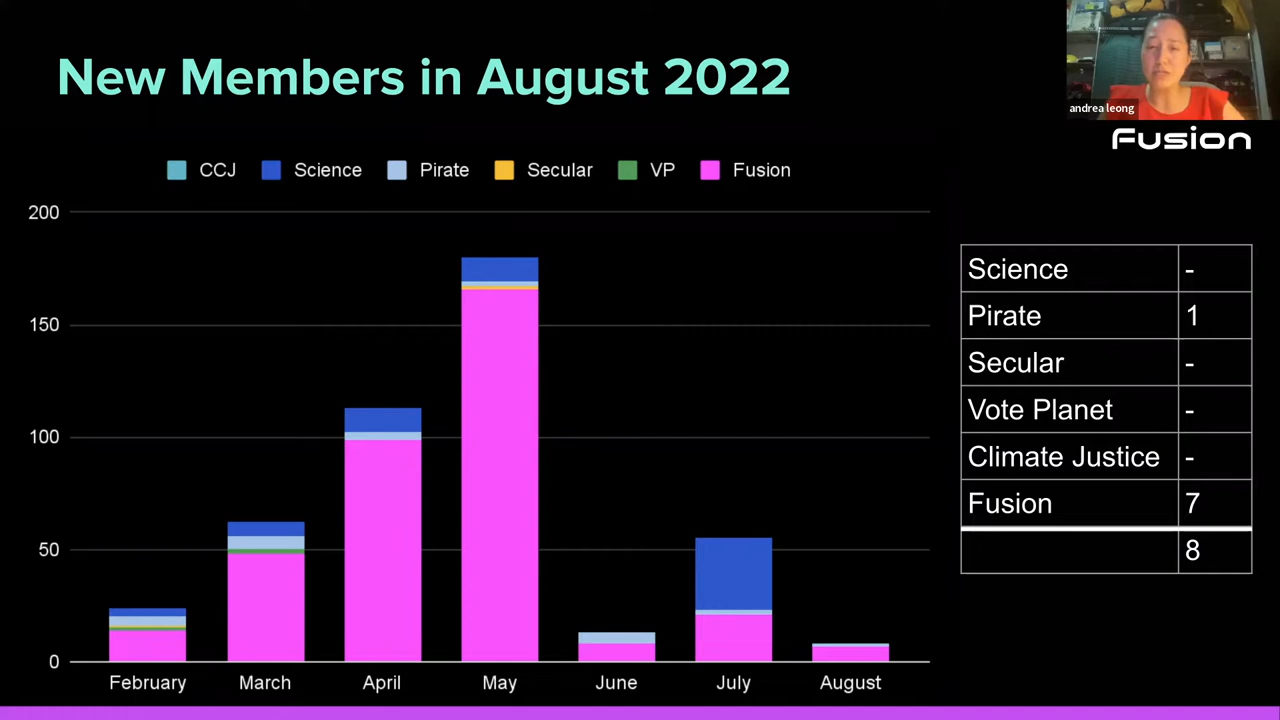 New Members in August 2022
andrea leong
Fusion
CCJ Science Pirate Secular VP Fusion
200
150
100
50
0
February March April May June July August
Science -
Pirate 1
Secular -
Vote Planet -
Climate Justice -
Fusion 7
8